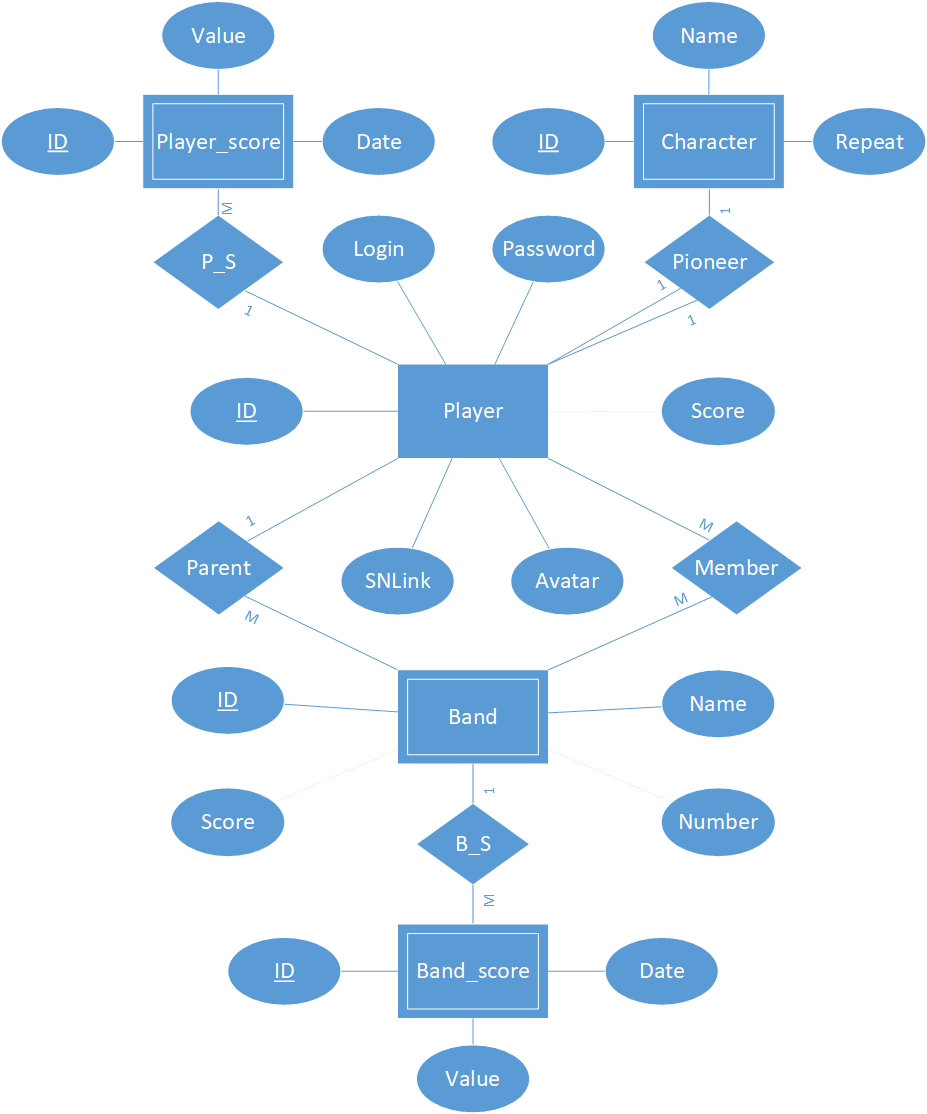 Value
Name
ID
Player_score
Date
ID
Character
Repeat
M
1
Login
Password
P_S
Pioneer
1
1
1
ID
Player
Score
1
M
Parent
SNLink
Avatar
Member
M
M
ID
Band
Name
1
Score
Number
B_S
M
ID
Band_score
Date
Value